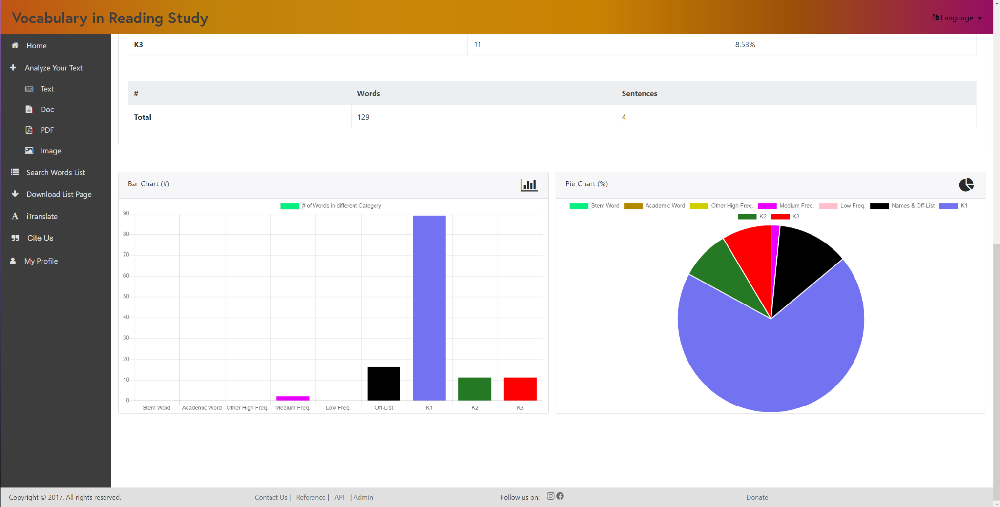 Vocabulary in Reading Study
Language
Home
Analyze Your Text
Text
Doc
PDF
Image
Search Words List
Download List Page
iTranslate
Cite Us
My Profile
K3 11 8.53%
# Words Sentences
Total 129 4
Bar Chart (#)
# of Words in different Category
90
80
70
60
50
40
30
20
10
0
Stem Word Academic Word Other High Freq. Medium Freq. Low Freq. Off-List K1 K2 K3
Pie Chart (%)
Stem Word Academic Word Other High Freq. Medium Freq. Low Freq. Names & Off-List K1
K2 K3
Copyright © 2017. All rights reserved. Contact Us | Reference | API | Admin Follow us on: Donate